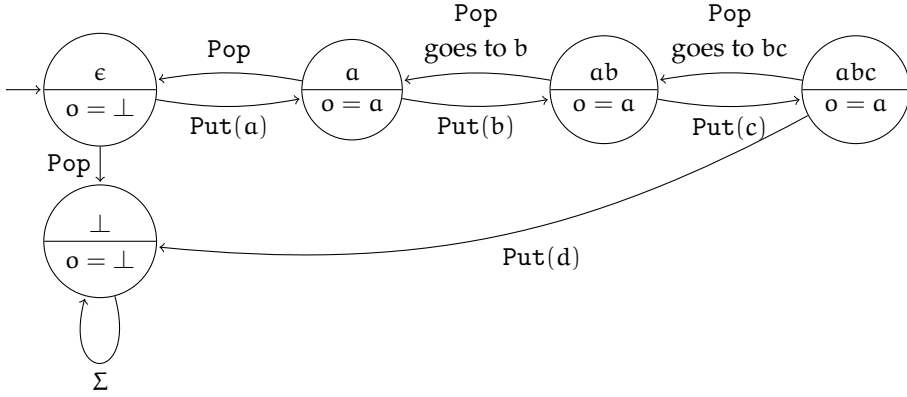 Pop
Pop
Pop
goes to b
goes to bc
ϵ
a
ab
abc
o = ⊥
o = a
o = a
o = a
Put(a)
Put(b)
Put(c)
Pop
⊥
o = ⊥
Put(d)
Σ